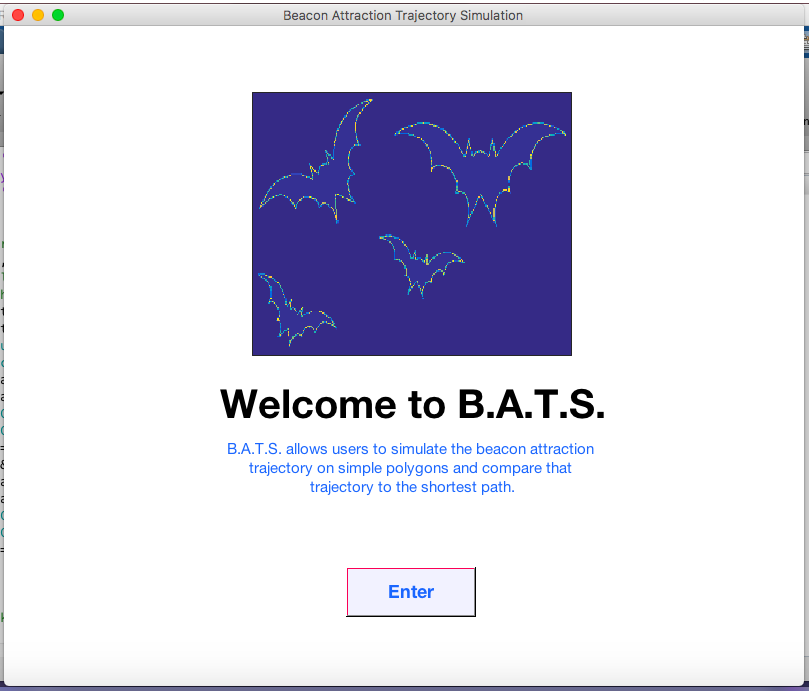 Beacon Attraction Trajectory Simulation
Welcome to B.A.T.S.
B.A.T.S. allows users to simulate the beacon attraction
trajectory on simple polygons and compare that
trajectory to the shortest path.
Enter